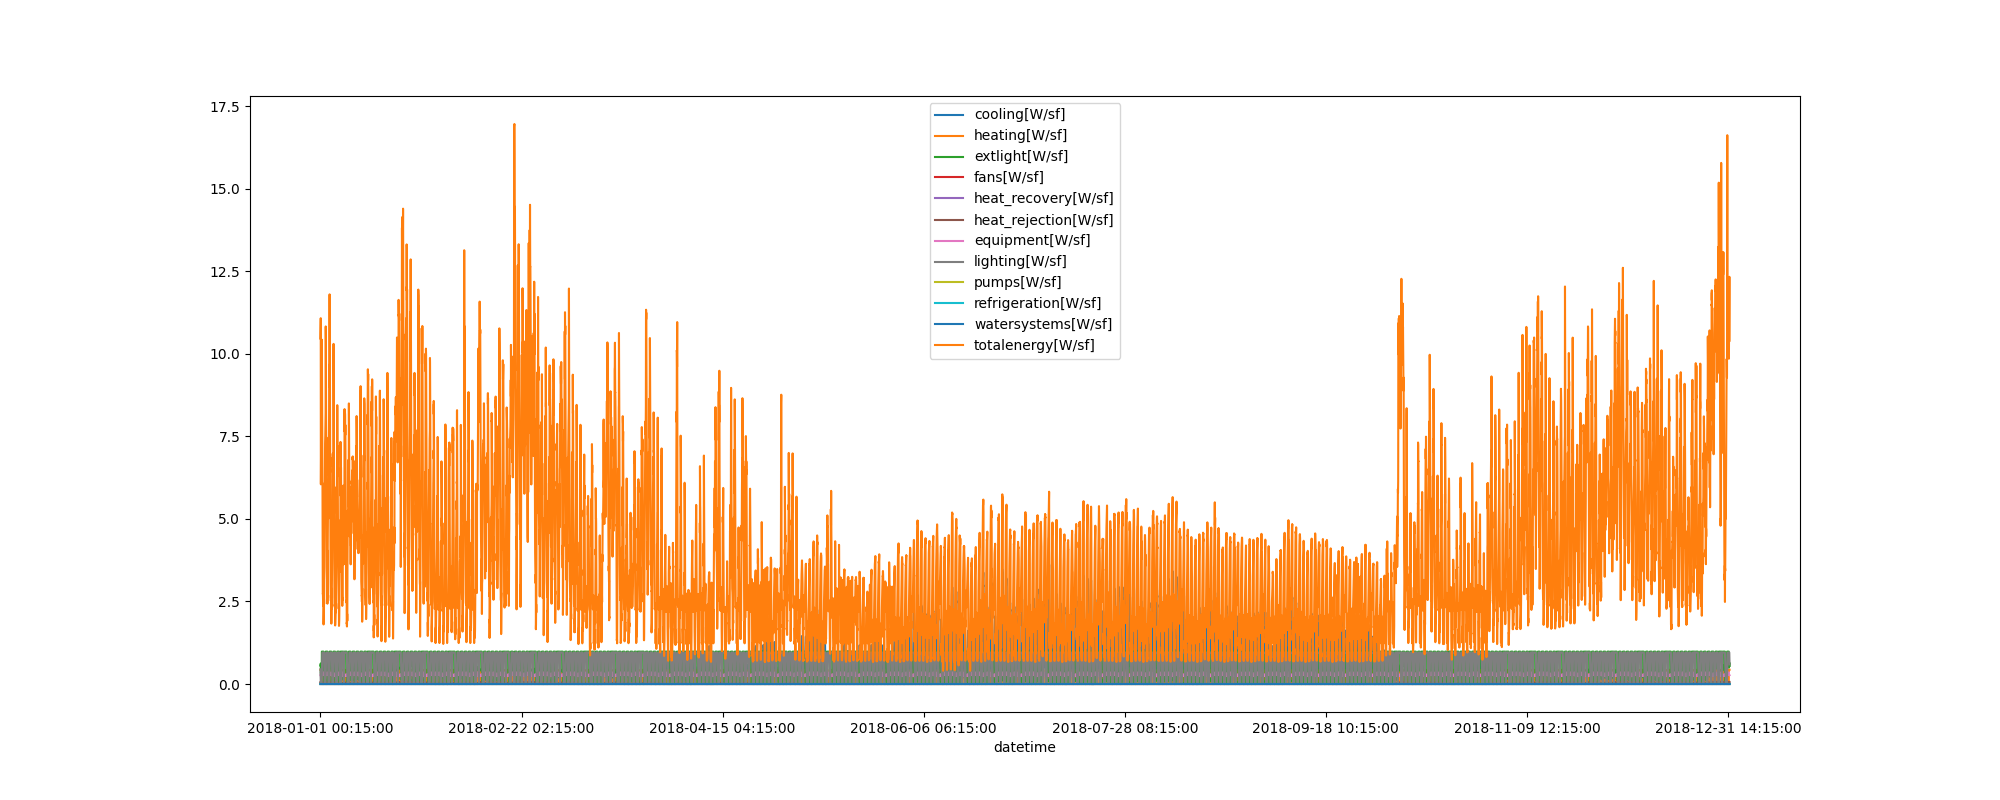 17.5
15.0
12.5
10.0
7.5
5.0
2.5
0.0
cooling[W/sf]
heating[W/sf]
extlight[W/sf]
fans[W/sf]
heat_recovery[W/sf]
heat_rejection[W/sf]
equipment[W/sf]
lighting[W/sf]
pumps[W/sf]
refrigeration[W/sf]
watersystems[W/sf]
totalenergy[W/sf]
2018-01-01 00:15:00 2018-02-22 02:15:00 2018-04-15 04:15:00 2018-06-06 06:15:00 2018-07-28 08:15:00 2018-09-18 10:15:00 2018-11-09 12:15:00 2018-12-31 14:15:00
datetime